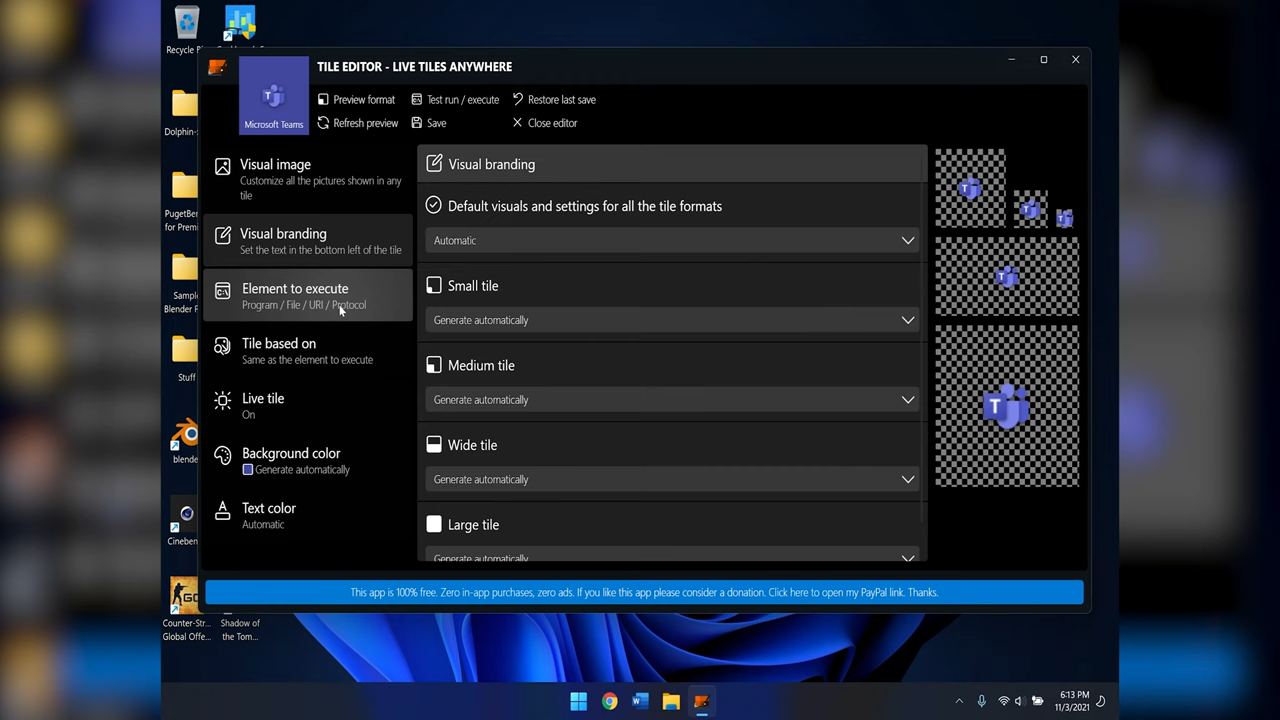 Recycle
TILE EDITOR - LIVE TILES ANYWHERE
Microsoft Teams
Preview format
Test run / execute
Restore last save
Refresh preview
Save
Close editor
Dolphin-
PugetBen
for Premi
Sampl
Blender F
Stuff
blende
Cineben
Counter-Str...
Global Offe...
Shadow of
the Tom...
Visual image
Customize all the pictures shown in any
tile
Visual branding
Set the text in the bottom left of the tile
Element to execute
Program / File / URI / Protocol
Tile based on
Same as the element to execute
Live tile
On
Background color
Generate automatically
Text color
Automatic
Visual branding
Default visuals and settings for all the tile formats
Automatic
Small tile
Generate automatically
Medium tile
Generate automatically
Wide tile
Generate automatically
Large tile
Generate automatically
This app is 100% free. Zero in-app purchases, zero ads. If you like this app please consider a donation. Click here to open my PayPal link. Thanks.
6:13 PM
11/3/2021